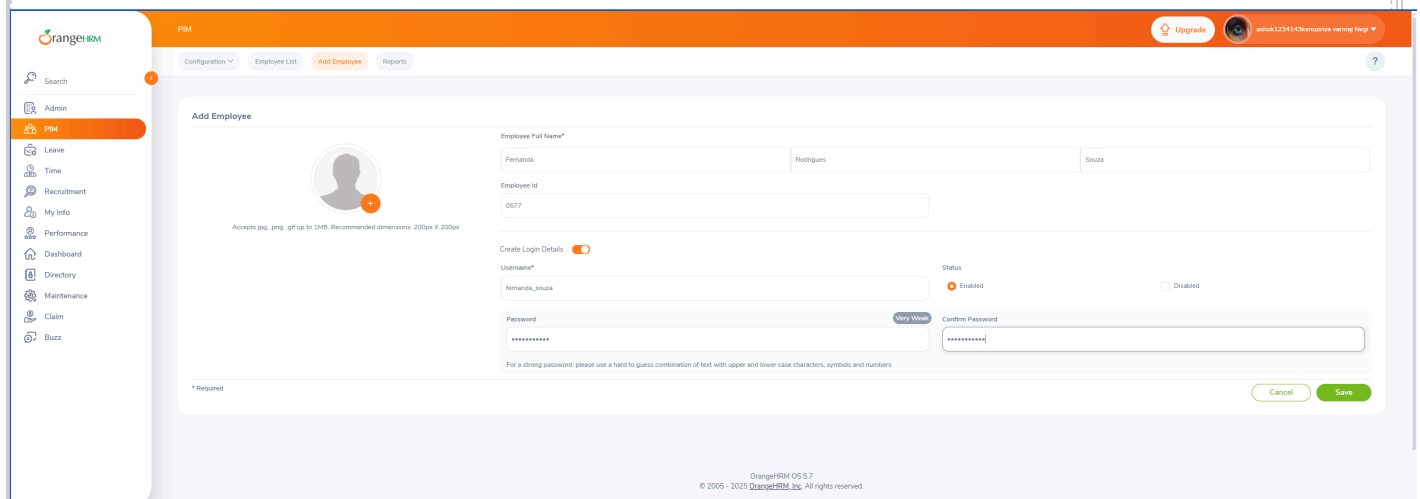 OrangeHRM
PIM
Upgrade
ashok1234143kanupriya varmaj Negi
Search
Configuration
Employee List
Add Employee
Reports
?
Admin
PIM
Leave
Time
Recruitment
My Info
Performance
Dashboard
Directory
Maintenance
Claim
Buzz
Add Employee
Accepts jpg, .png, .gif up to 1MB. Recommended dimensions: 200px X 200px
Employee Full Name*
Fernanda Rodrigues Souza
Employee Id
0577
Create Login Details
Username* Status
fernanda_souza Enabled Disabled
Password Very Weak Confirm Password
For a strong password, please use a hard to guess combination of text with upper and lower case characters, symbols and numbers
* Required
Cancel Save
OrangeHRM OS 5.7
© 2005 - 2025 OrangeHRM, Inc. All rights reserved.